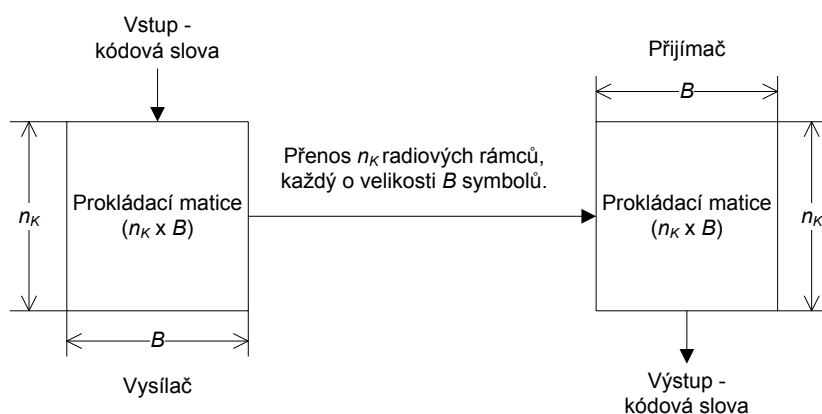 Vstup -
kódová slova
Přijímač
B
Přenos nK radiových rámců,
každý o velikosti B symbolů.
nK
Prokládací matice
(nK x B)
Prokládací matice
(nK x B)
nK
B
Vysílač
Výstup -
kódová slova